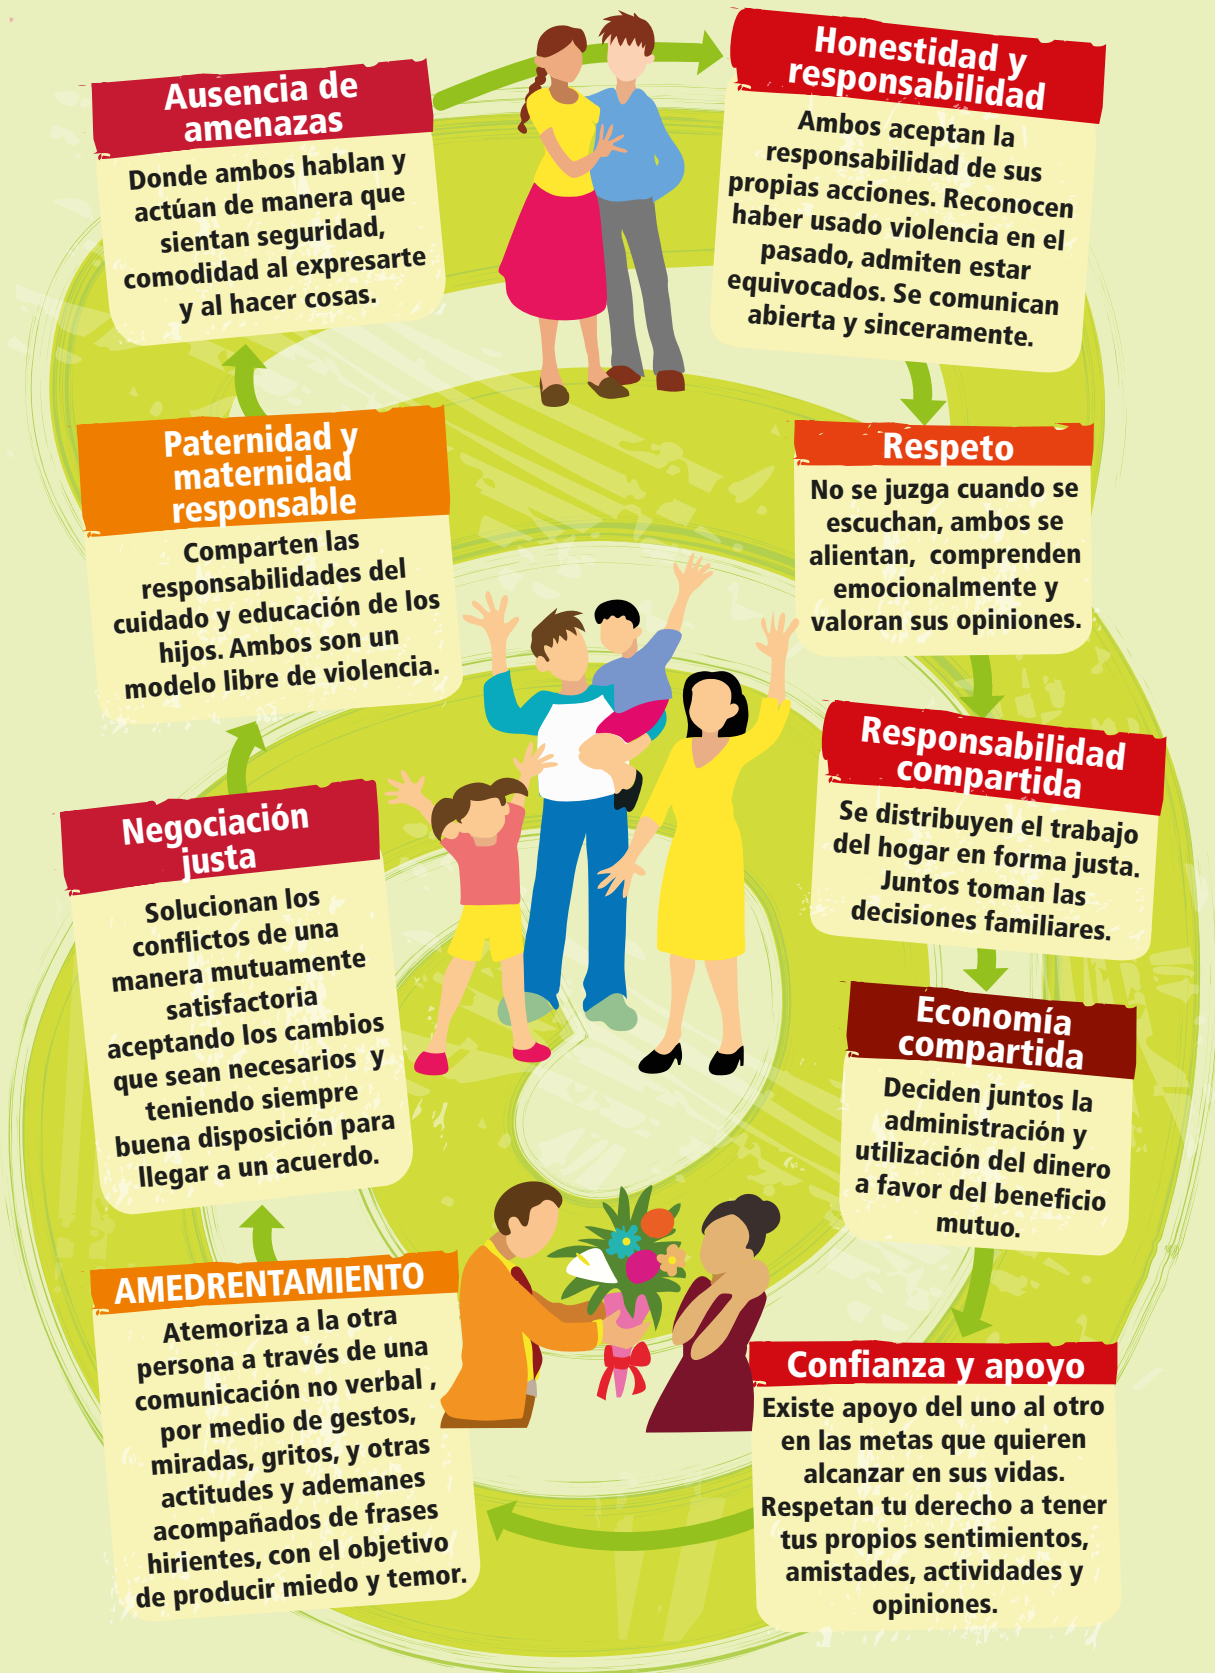 Ausencia de
amenazas
Donde ambos hablan y
actúan de manera que
sientan seguridad,
comodidad al expresarte
y al hacer cosas.
Honestidad y
responsabilidad
Ambos aceptan la
responsabilidad de sus
propias acciones. Reconocen
haber usado violencia en el
pasado, admiten estar
equivocados. Se comunican
abierta y sinceramente.
Respeto
No se juzga cuando se
escuchan, ambos se
alientan, comprenden
emocionalmente y
valoran sus opiniones.
Responsabilidad
compartida
Se distribuyen el trabajo
del hogar en forma justa.
Juntos toman las
decisiones familiares.
Economía
compartida
Deciden juntos la
administración y
utilización del dinero
a favor del beneficio
mutuo.
Confianza y apoyo
Existe apoyo del uno al otro
en las metas que quieren
alcanzar en sus vidas.
Respetan tu derecho a tener
tus propios sentimientos,
amistades, actividades y
opiniones.
AMEDRENTAMIENTO
Atemoriza a la otra
persona a través de una
comunicación no verbal ,
por medio de gestos,
miradas, gritos, y otras
actitudes y ademanes
acompañados de frases
hirientes, con el objetivo
de producir miedo y temor.
Negociación
justa
Solucionan los
conflictos de una
manera mutuamente
satisfactoria
aceptando los cambios
que sean necesarios y
teniendo siempre
buena disposición para
llegar a un acuerdo.
Paternidad y
maternidad
responsable
Comparten las
responsabilidades del
cuidado y educación de los
hijos. Ambos son un
modelo libre de violencia.